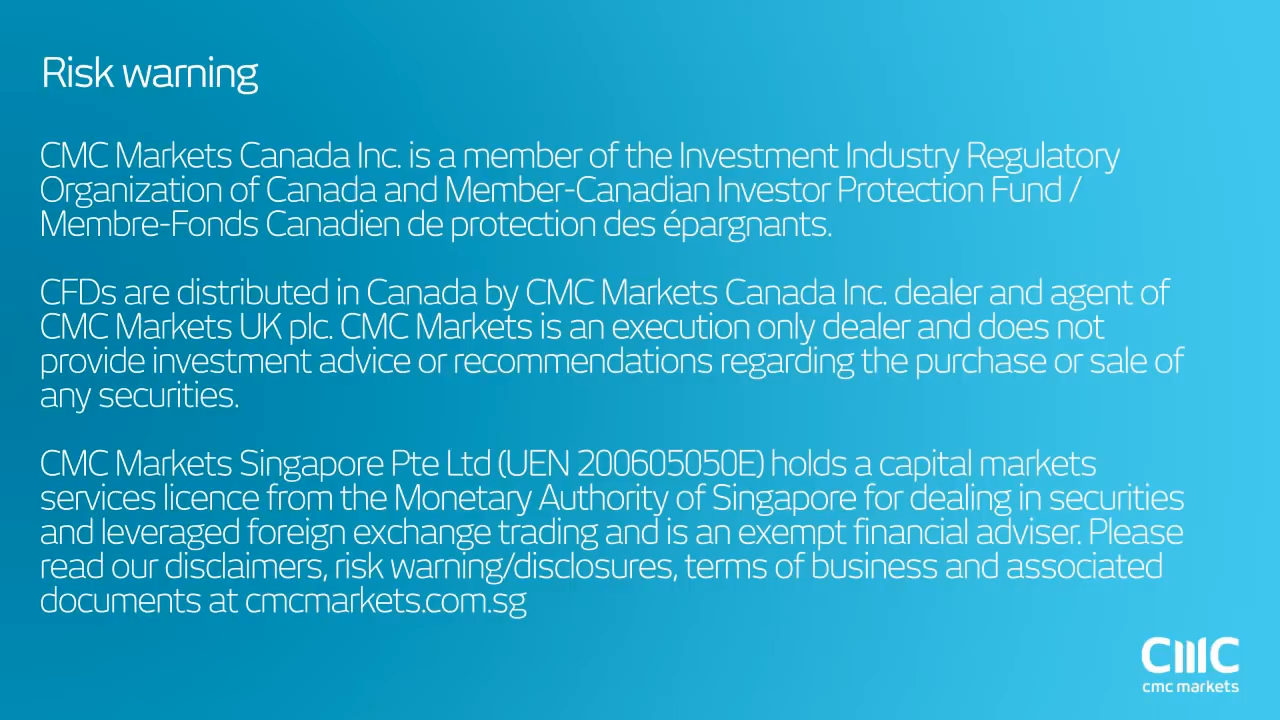 Risk warning
CMC Markets Canada Inc. is a member of the Investment Industry Regulatory
Organization of Canada and Member-Canadian Investor Protection Fund /
Membre-Fonds Canadien de protection des épargnants.
CFDs are distributed in Canada by CMC Markets Canada Inc. dealer and agent of
CMC Markets UK plc. CMC Markets is an execution only dealer and does not
provide investment advice or recommendations regarding the purchase or sale of
any securities.
CMC Markets Singapore Pte Ltd (UEN 200605050E) holds a capital markets
services licence from the Monetary Authority of Singapore for dealing in securities
and leveraged foreign exchange trading and is an exempt financial adviser. Please
read our disclaimers, risk warning/disclosures, terms of business and associated
documents at cmcmarkets.com.sg
CMC
cmc markets